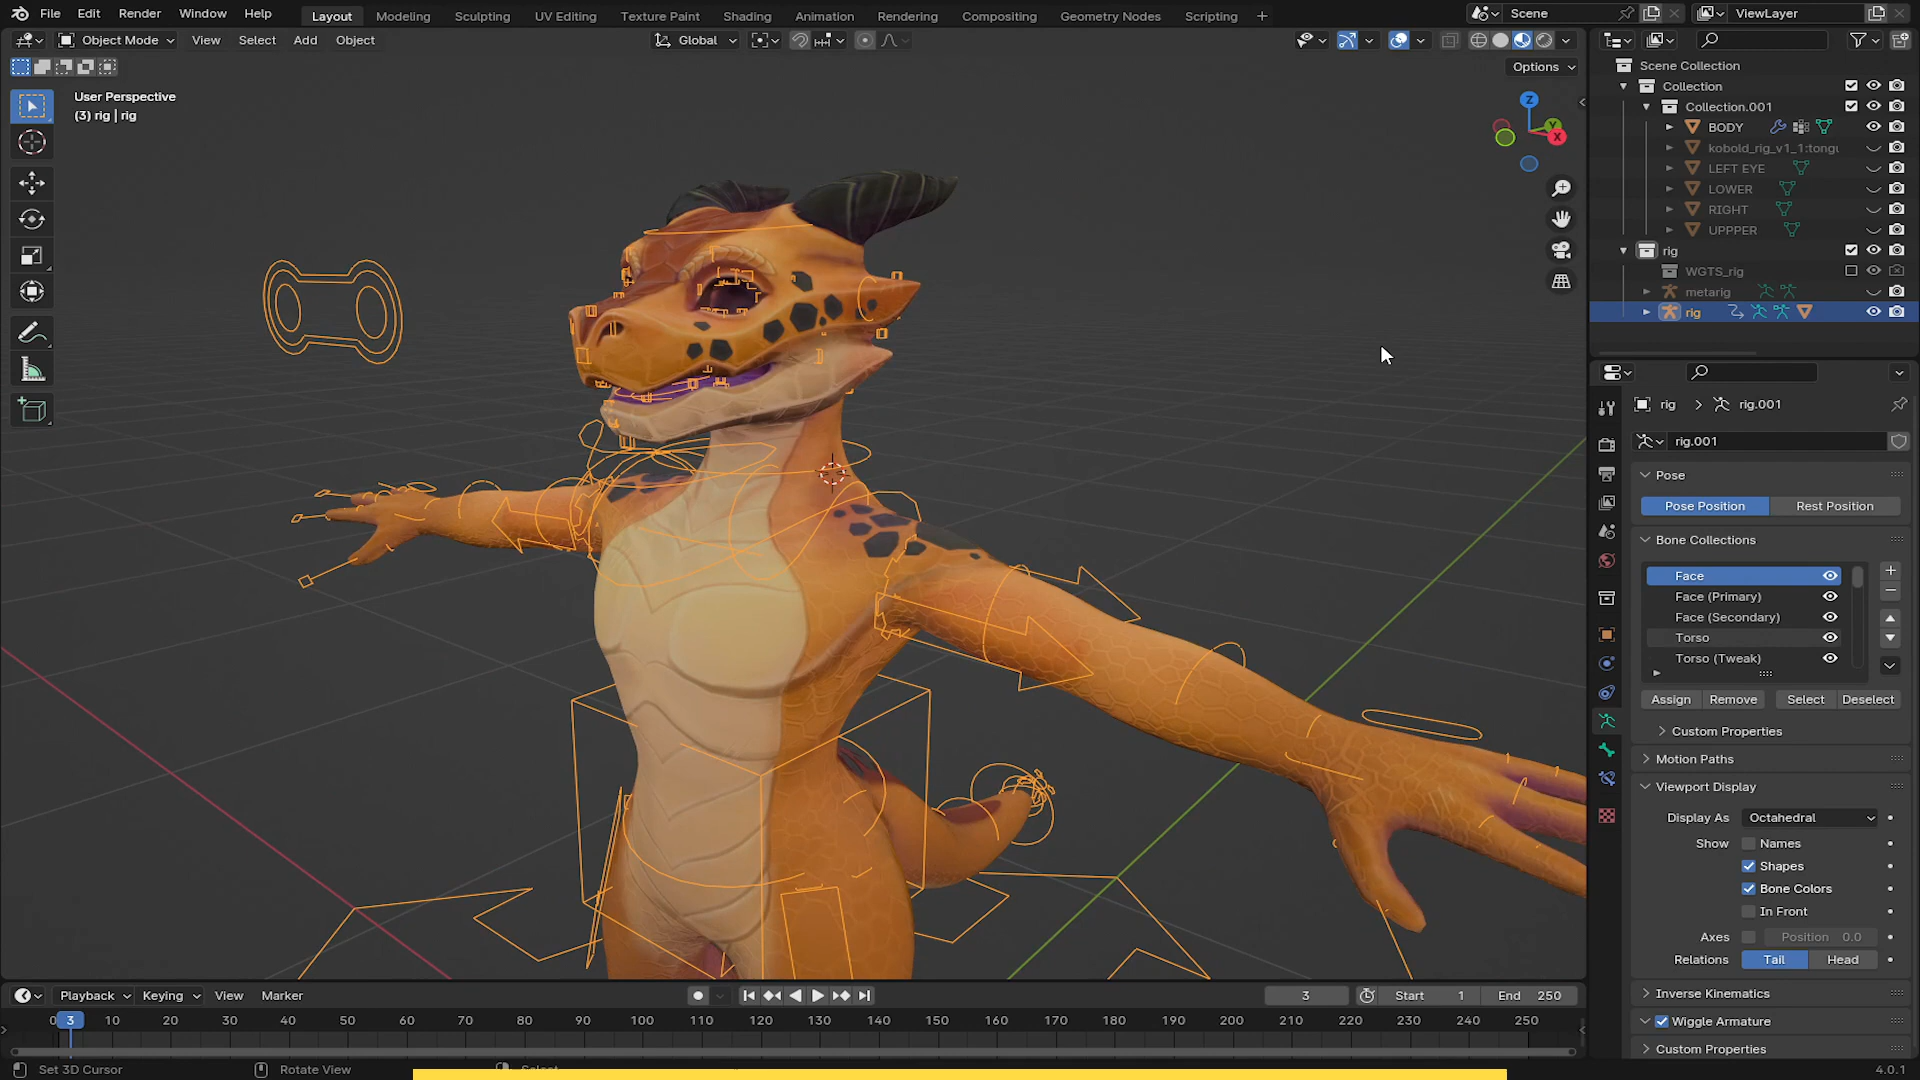 File Edit Render Window Help Layout Modeling Sculpting UV Editing Texture Paint Shading Animation Rendering Compositing Geometry Nodes Scripting Scene ViewLayer
Object Mode View Select Add Object Global
Options
User Perspective
(3) rig | rig
Scene Collection
Collection
Collection.001
BODY
kobold_rig_v1_1:tongu
LEFT EYE
LOWER
RIGHT
UPPPER
rig
WGTS_rig
metarig
rig
rig > rig.001
rig.001
Pose
Pose Position Rest Position
Bone Collections
Face
Face (Primary)
Face (Secondary)
Torso
Torso (Tweak)
Assign Remove Select Deselect
Custom Properties
Motion Paths
Viewport Display
Display As Octahedral
Show Names
Shapes
Bone Colors
In Front
Axes Position 0.0
Relations Tail Head
Inverse Kinematics
Wiggle Armature
Custom Properties
Playback Keying View Marker 3 Start 1 End 250
0 3 10 20 30 40 50 60 70 80 90 100 110 120 130 140 150 160 170 180 190 200 210 220 230 240 250
Set 3D Cursor Rotate View Select 4.0.1